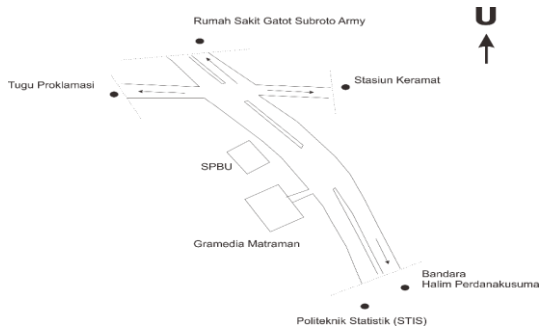 Rumah Sakit Gatot Subroto Army
U
Tugu Proklamasi
Stasiun Keramat
SPBU
Gramedia Matraman
Bandara
Halim Perdanakusuma
Politeknik Statistik (STIS)